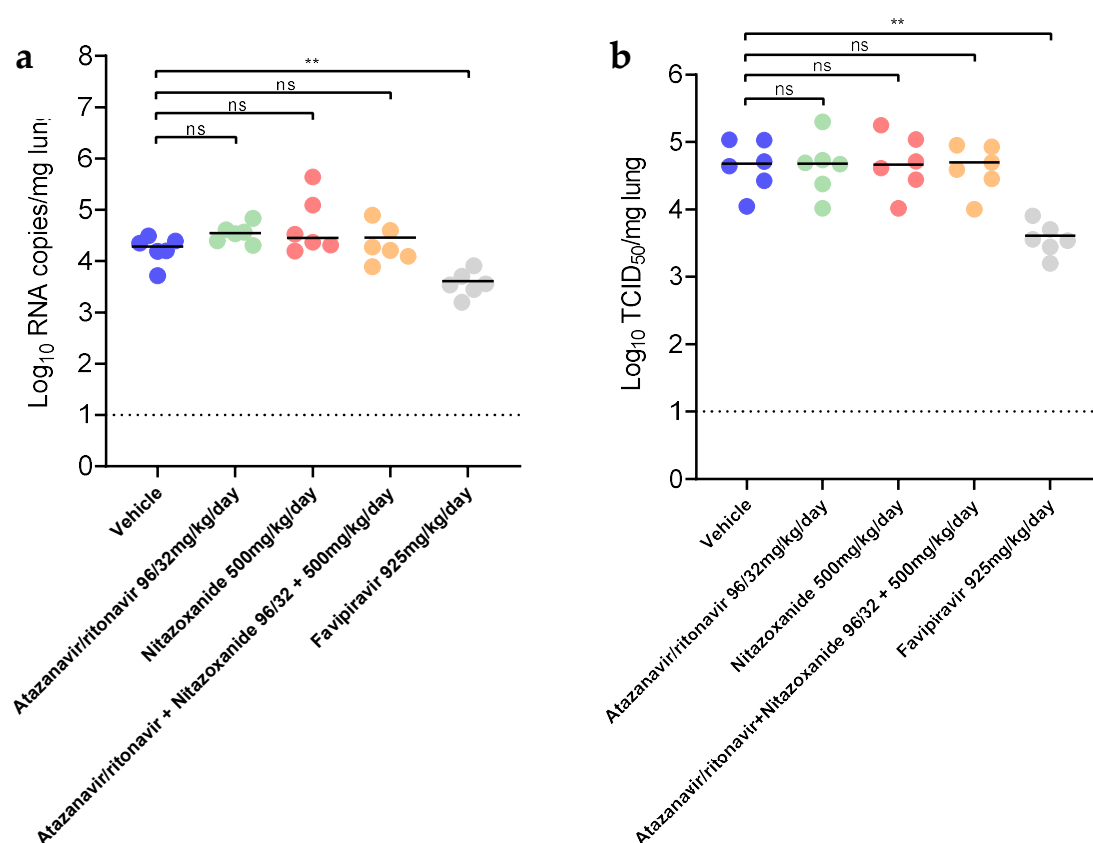 a
8
7
6
5
4
3
2
1
0
Log10 RNA copies/mg lung
**
ns
ns
ns
Vehicle
Atazanavir/ritonavir 96/32mg/kg/day
Nitazoxanide 500mg/kg/day
Atazanavir/ritonavir + Nitazoxanide 96/32 + 500mg/kg/day
Favipiravir 925mg/kg/day
b
6
5
4
3
2
1
0
Log10 TCID50/mg lung
**
ns
ns
ns
Vehicle
Atazanavir/ritonavir 96/32mg/kg/day
Nitazoxanide 500mg/kg/day
Atazanavir/ritonavir+Nitazoxanide 96/32 + 500mg/kg/day
Favipiravir 925mg/kg/day